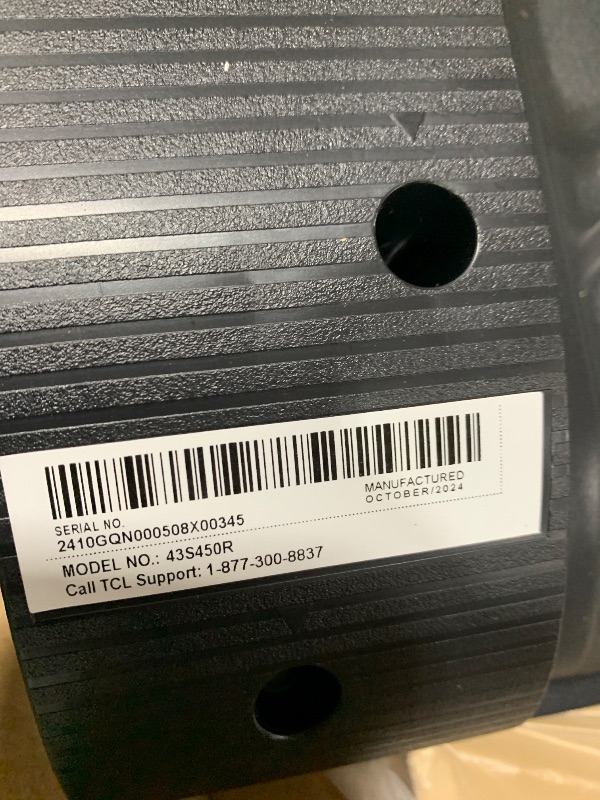 SERIAL NO.
2410GQN000508X00345
MANUFACTURED
OCTOBER/2024
MODEL NO.: 43S450R
Call TCL Support: 1-877-300-8837